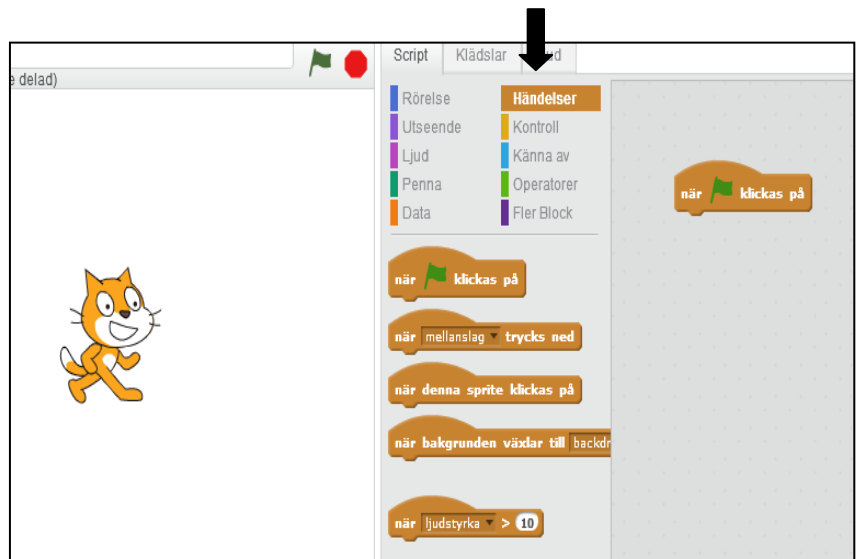 e delad)
Script Klädslar
Rörelse Händelser
Utseende Kontroll
Ljud Känna av
Penna Operatorer
Data Fler Block
när klickas på
när klickas på
när mellanslag trycks ned
när denna sprite klickas på
när bakgrunden växlar till backdr
när ljudstyrka > 10